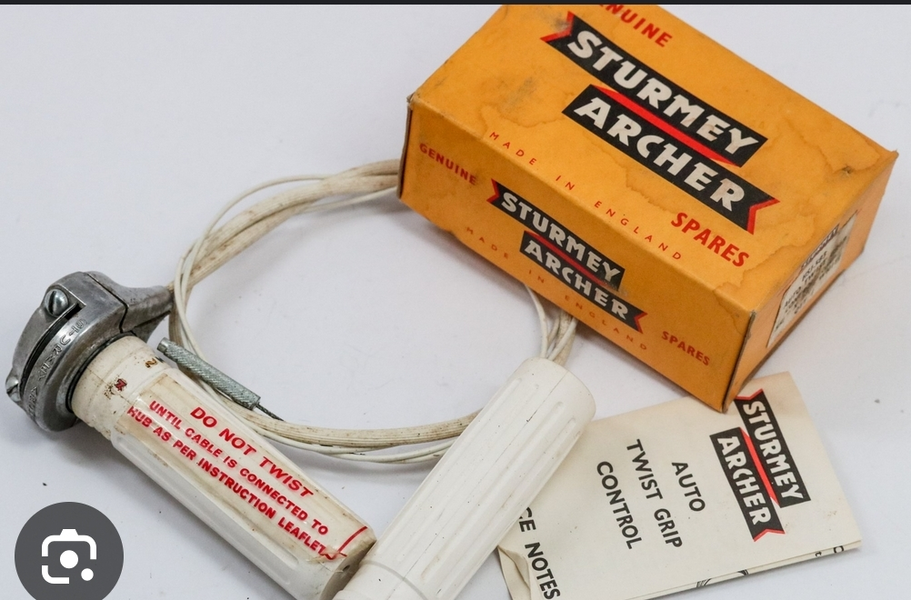 GENUINE
STURMEY
ARCHER
MADE IN ENGLAND
SPARES
GENUINE
STURMEY
ARCHER
MADE IN ENGLAND
SPARES
DO NOT TWIST
UNTIL CABLE IS CONNECTED TO
HUB AS PER INSTRUCTION LEAFLET
STURMEY
ARCHER
AUTO
TWIST GRIP
CONTROL
NOTES